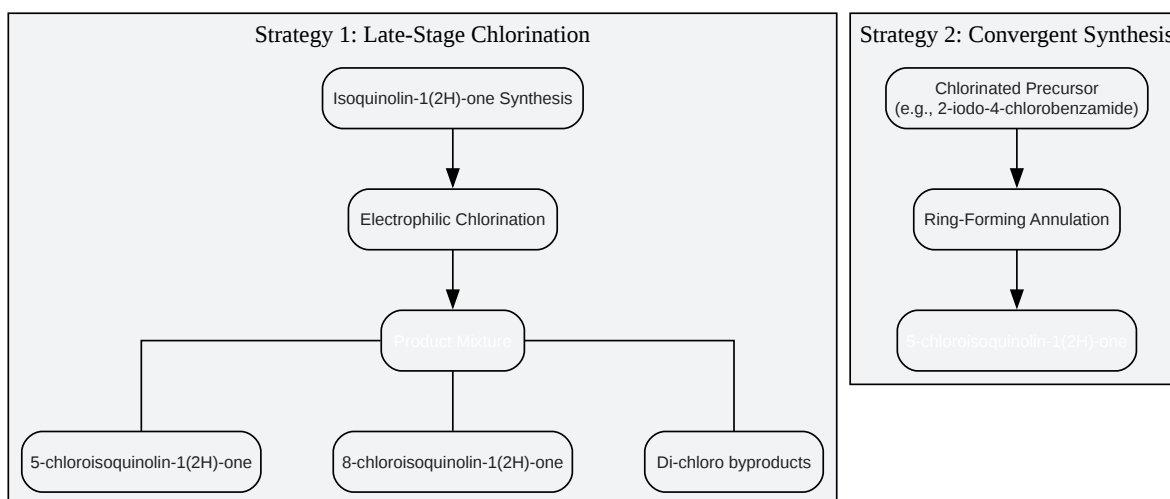 Strategy 1: Late-Stage Chlorination
Isoquinolin-1(2H)-one Synthesis
Electrophilic Chlorination
Product Mixture
5-chloroisoquinolin-1(2H)-one
8-chloroisoquinolin-1(2H)-one
Di-chloro byproducts
Strategy 2: Convergent Synthesis
Chlorinated Precursor
(e.g., 2-iodo-4-chlorobenzamide)
Ring-Forming Annulation
5-chloroisoquinolin-1(2H)-one